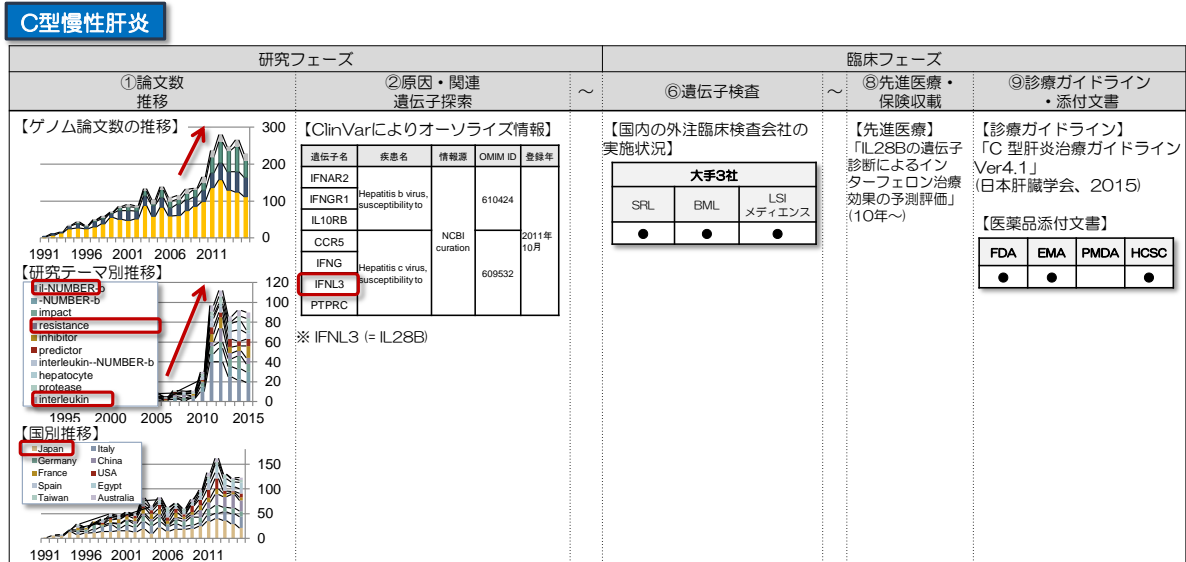 C型慢性肝炎
研究フェーズ
臨床フェーズ
①論文数
推移
②原因・関連
遺伝子探索
～
⑥遺伝子検査
～
⑧先進医療・
保険収載
⑨診療ガイドライン
・添付文書
【ゲノム論文数の推移】
300
200
100
0
1991 1996 2001 2006 2011
【研究テーマ別推移】
il-NUMBER-b
-NUMBER-b
impact
resistance
inhibitor
predictor
interleukin--NUMBER-b
hepatocyte
protease
interleukin
120
100
80
60
40
20
0
1995 2000 2005 2010 2015
【国別推移】
Japan Italy
Germany China
France USA
Spain Egypt
Taiwan Australia
150
100
50
0
1991 1996 2001 2006 2011
【ClinVarによりオーソライズ情報】
遺伝子名 疾患名 情報源 OMIM ID 登録年
IFNAR2
IFNGR1
IL10RB
CCR5
IFNG
IFNL3
PTPRC
Hepatitis b virus,
susceptibility to
Hepatitis c virus,
susceptibility to
NCBI
curation
610424
609532
2011年
10月
※ IFNL3 (= IL28B)
【国内の外注臨床検査会社の
実施状況】
大手3社
SRL BML LSI
メディエンス
● ● ●
【先進医療】
「IL28Bの遺伝子
診断によるイン
ターフェロン治療
効果の予測評価」
(10年～)
【診療ガイドライン】
「C 型肝炎治療ガイドライン
Ver4.1」
(日本肝臓学会、2015)
【医薬品添付文書】
FDA EMA PMDA HCSC
● ● ●